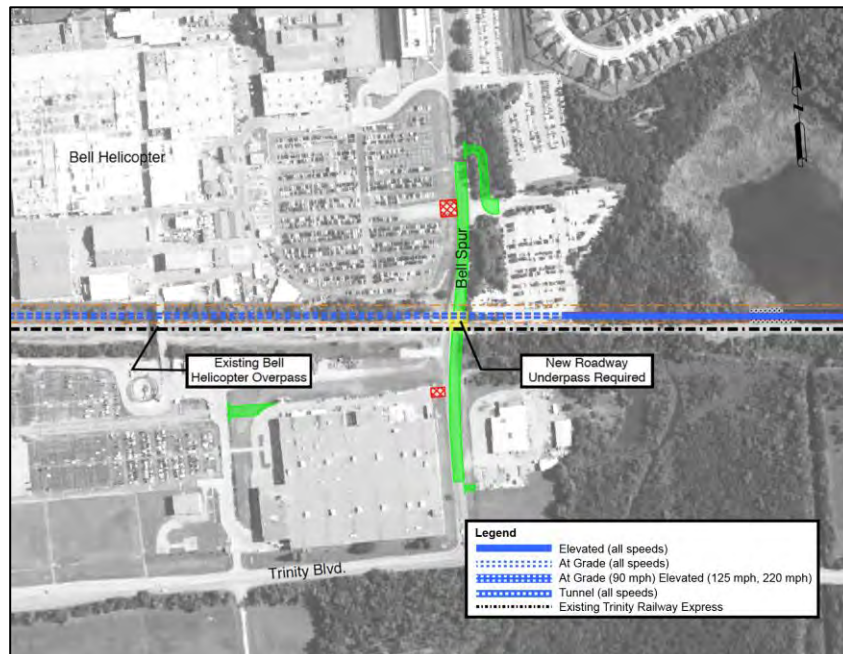 Bell Helicopter
Bell Spur
Existing Bell
Helicopter Overpass
New Roadway
Underpass Required
Trinity Blvd.
Legend
Elevated (all speeds)
At Grade (all speeds)
At Grade (90 mph) Elevated (125 mph, 220 mph)
Tunnel (all speeds)
Existing Trinity Railway Express